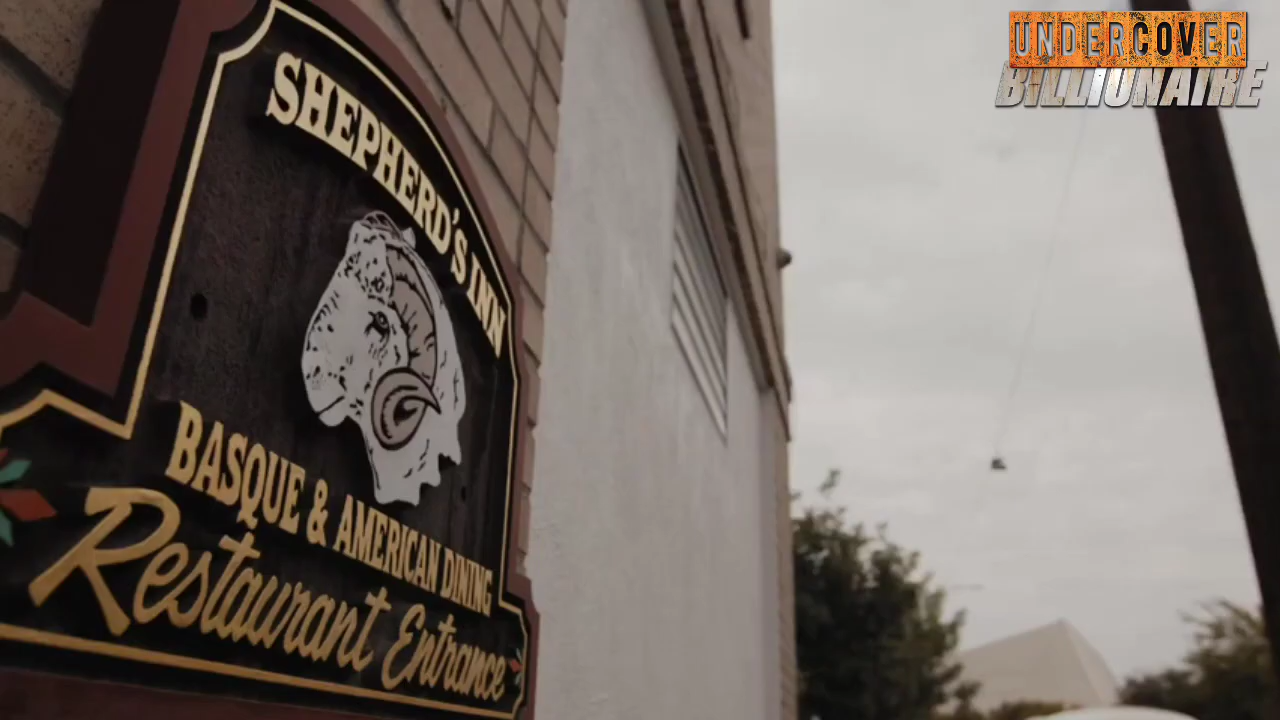 UNDERCOVER
BILLIONAIRE
SHEPHERD'S INN
BASQUE & AMERICAN DINING
Restaurant Entrance